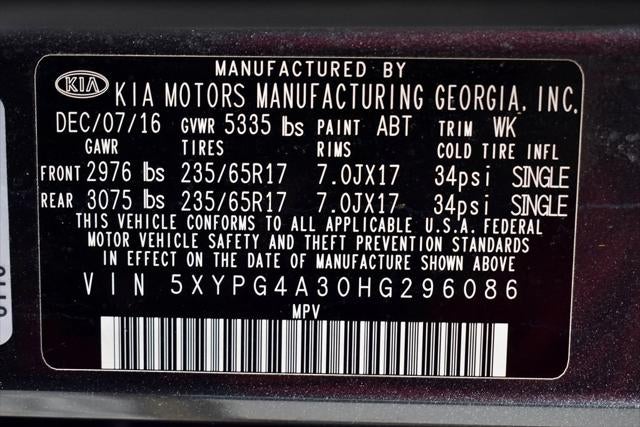 MANUFACTURED BY
KIA KIA MOTORS MANUFACTURING GEORGIA, INC.
DEC/07/16 GVWR 5335 lbs PAINT ABT TRIM WK
GAWR TIRES RIMS COLD TIRE INFL
FRONT 2976 lbs 235/65R17 7.0JX17 34psi SINGLE
REAR 3075 lbs 235/65R17 7.0JX17 34psi SINGLE
THIS VEHICLE CONFORMS TO ALL APPLICABLE U.S.A. FEDERAL
MOTOR VEHICLE SAFETY AND THEFT PREVENTION STANDARDS
IN EFFECT ON THE DATE OF MANUFACTURE SHOWN ABOVE
VIN 5XYPG4A30HG296086
MPV